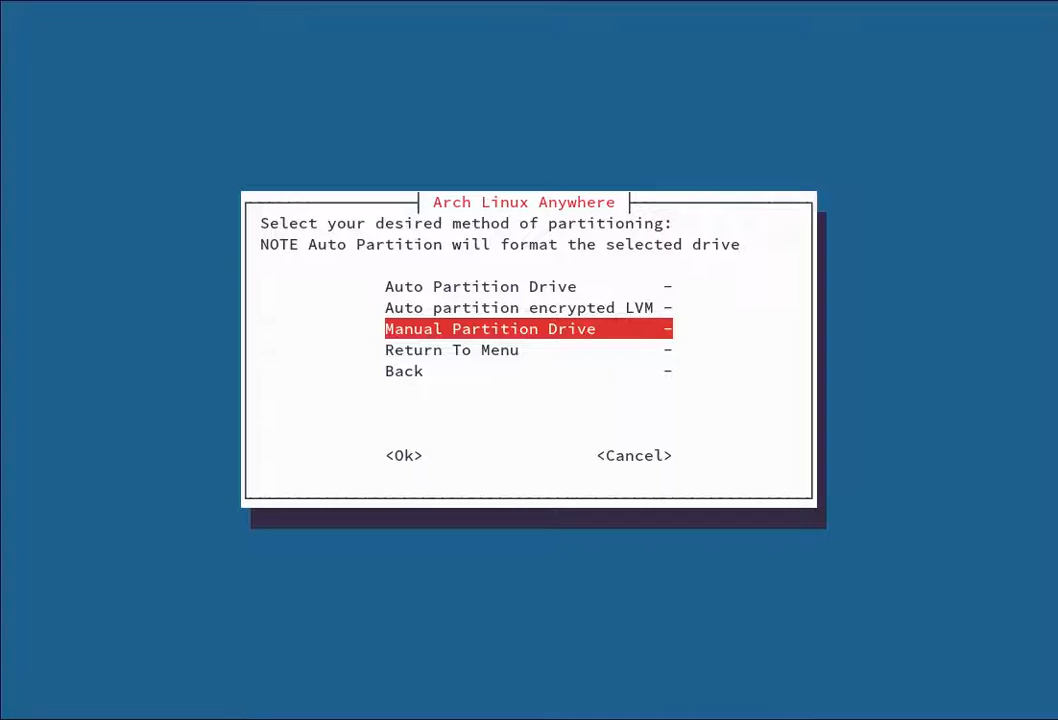 Arch Linux Anywhere
Select your desired method of partitioning:
NOTE Auto Partition will format the selected drive
Auto Partition Drive -
Auto partition encrypted LVM -
Manual Partition Drive -
Return To Menu -
Back -
<Ok> <Cancel>